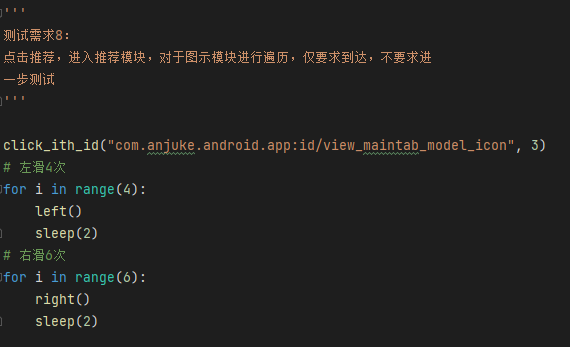 '''
测试需求8:
点击推荐，进入推荐模块，对于图示模块进行遍历，仅要求到达，不要求进
一步测试
'''
click_ith_id("com.anjuke.android.app:id/view_maintab_model_icon", 3)
# 左滑4次
for i in range(4):
    left()
    sleep(2)
# 右滑6次
for i in range(6):
    right()
    sleep(2)